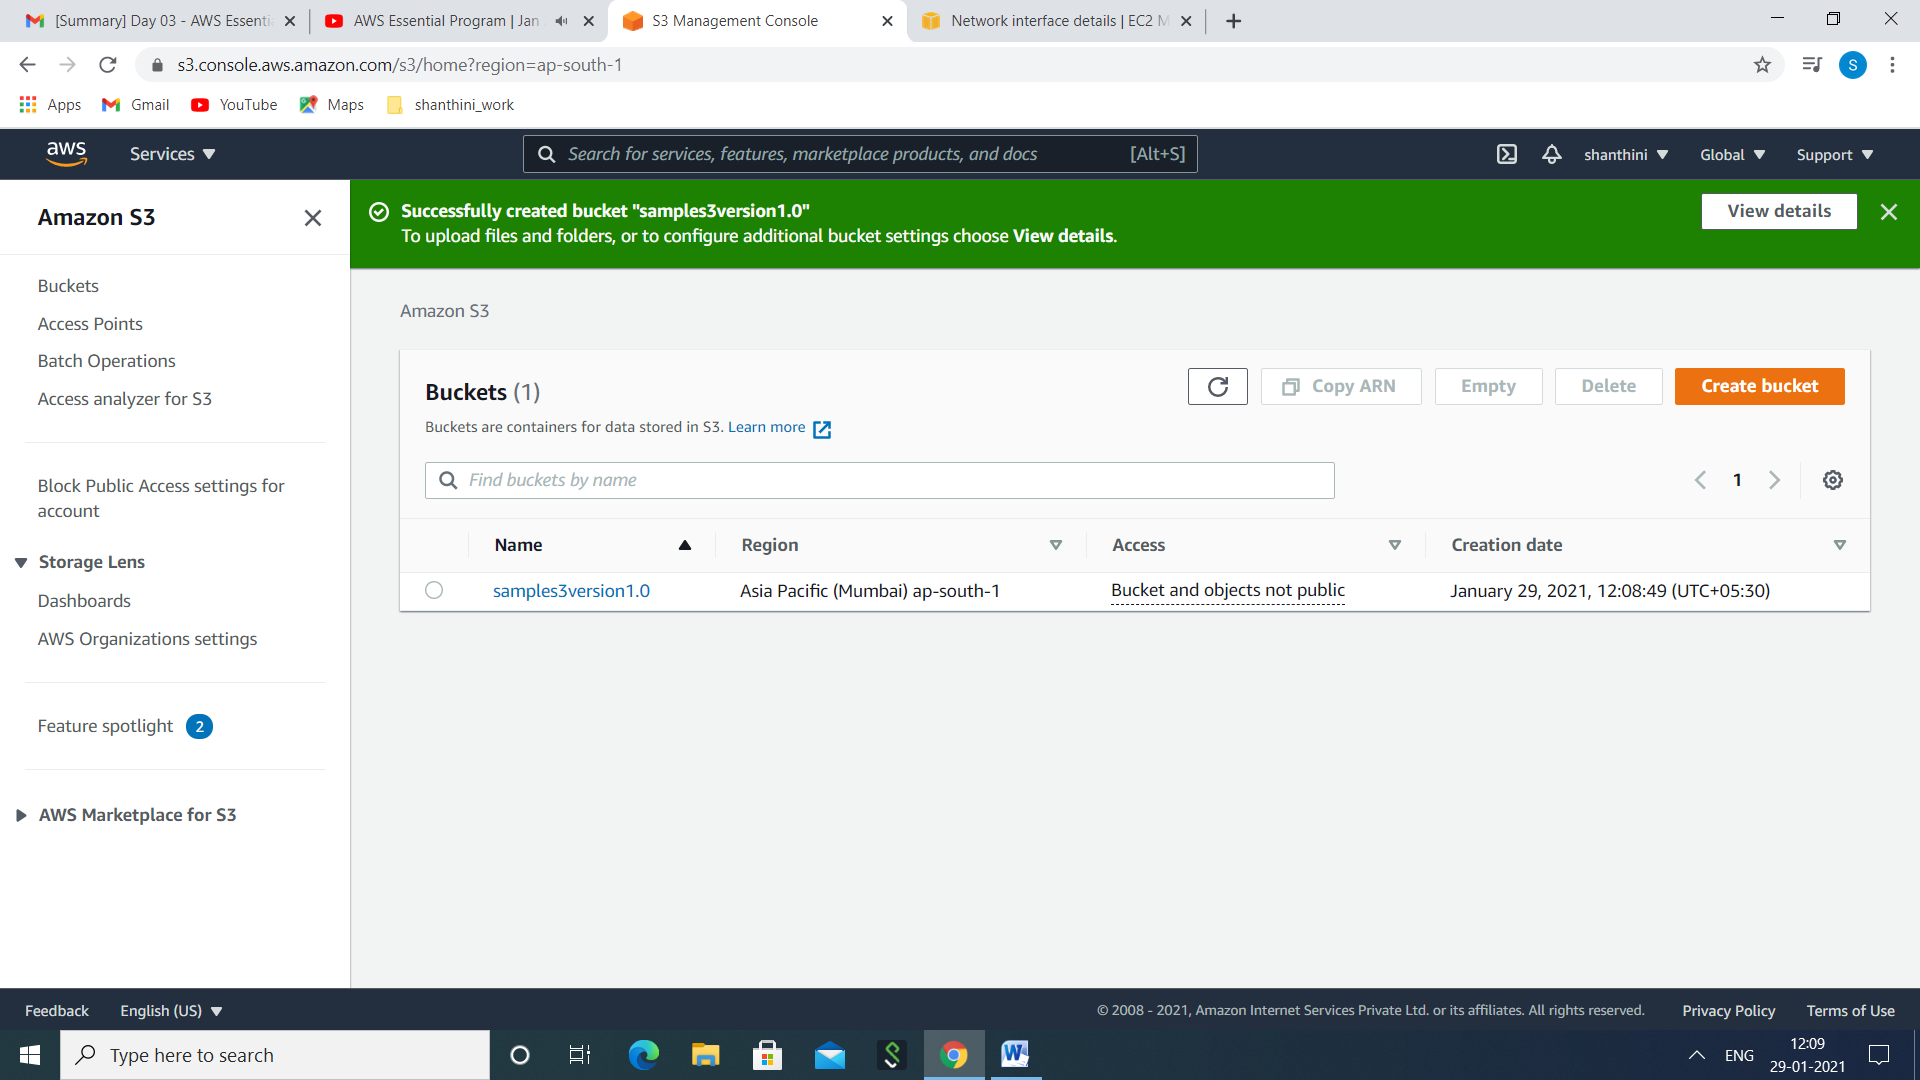 [Summary] Day 03 - AWS Essenti
AWS Essential Program | Jan
S3 Management Console
Network interface details | EC2 M
s3.console.aws.amazon.com/s3/home?region=ap-south-1
S
Apps
Gmail
YouTube
Maps
shanthini_work
aws
Services
Search for services, features, marketplace products, and docs
[Alt+S]
shanthini
Global
Support
Amazon S3
Buckets
Access Points
Batch Operations
Access analyzer for S3
Block Public Access settings for
account
Storage Lens
Dashboards
AWS Organizations settings
Feature spotlight 2
AWS Marketplace for S3
Successfully created bucket "samples3version1.0"
To upload files and folders, or to configure additional bucket settings choose View details.
View details
Amazon S3
Buckets (1)
Copy ARN
Empty
Delete
Create bucket
Buckets are containers for data stored in S3. Learn more
Find buckets by name
1
Name
Region
Access
Creation date
samples3version1.0
Asia Pacific (Mumbai) ap-south-1
Bucket and objects not public
January 29, 2021, 12:08:49 (UTC+05:30)
Feedback
English (US)
© 2008 - 2021, Amazon Internet Services Private Ltd. or its affiliates. All rights reserved.
Privacy Policy
Terms of Use
Type here to search
W
ENG
12:09
29-01-2021